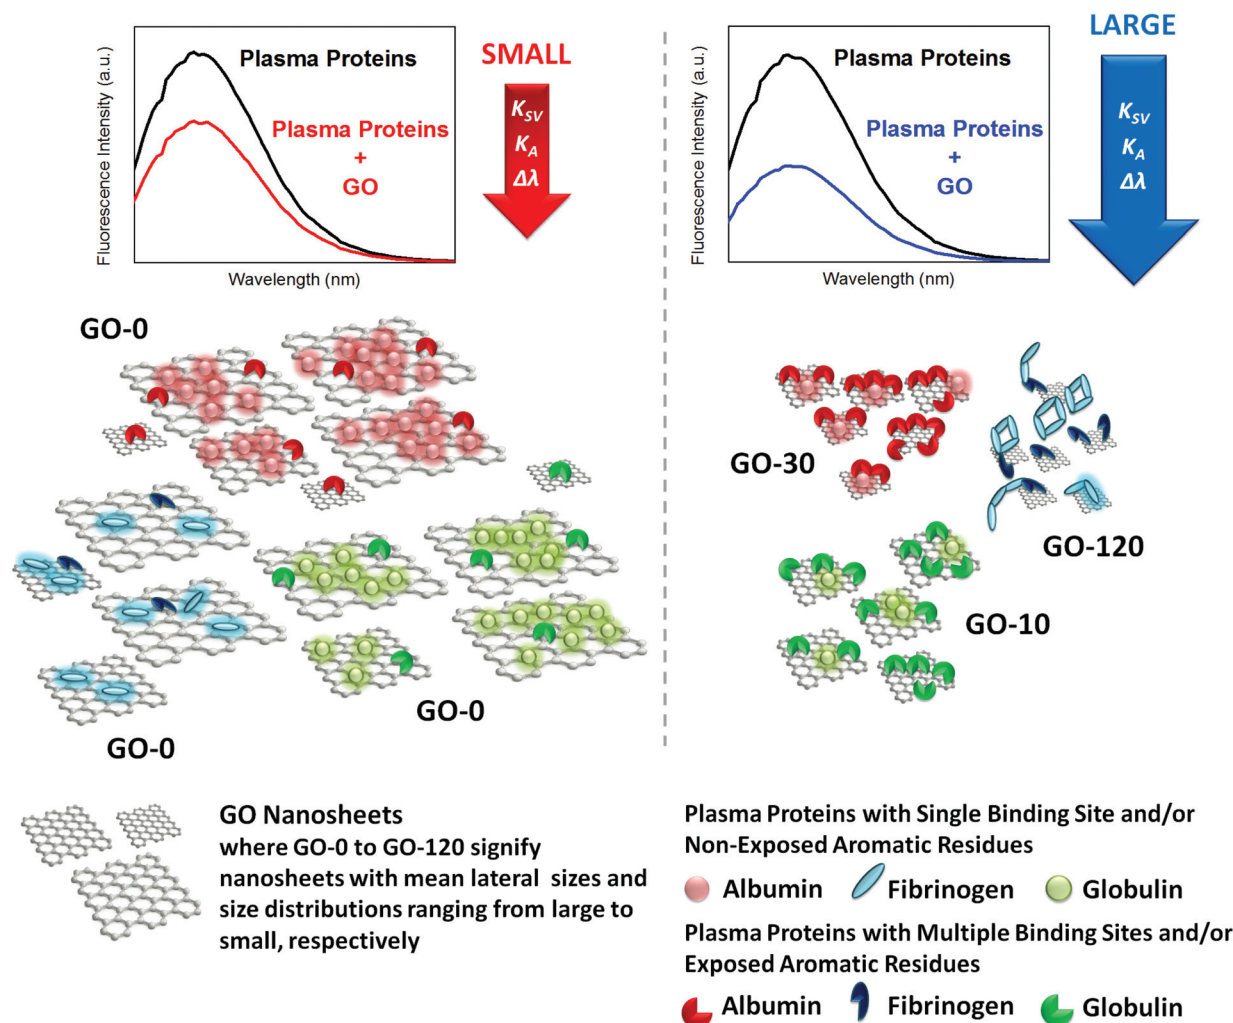 Fluorescence Intensity (a.u.)
Plasma Proteins
Plasma Proteins
+
GO
Wavelength (nm)
SMALL
K_SV
K_A
Δλ
Fluorescence Intensity (a.u.)
Plasma Proteins
Plasma Proteins
+
GO
Wavelength (nm)
LARGE
K_SV
K_A
Δλ
GO-0
GO-0
GO-0
GO-30
GO-120
GO-10
GO Nanosheets
where GO-0 to GO-120 signify
nanosheets with mean lateral sizes and
size distributions ranging from large to
small, respectively
Plasma Proteins with Single Binding Site and/or
Non-Exposed Aromatic Residues
Albumin Fibrinogen Globulin
Plasma Proteins with Multiple Binding Sites and/or
Exposed Aromatic Residues
Albumin Fibrinogen Globulin